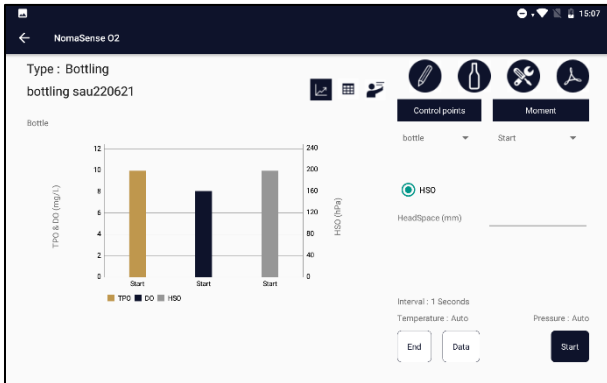 15:07
NomaSense O2
Type : Bottling
bottling sau220621
Bottle
12
10
8
6
4
2
0
TPO & DO (mg/L)
240
200
160
120
80
40
0
HSO (hPa)
Start
Start
Start
TPO DO HSO
Control points
Moment
bottle
Start
HSO
HeadSpace (mm)
Interval : 1 Seconds
Temperature : Auto
Pressure : Auto
End
Data
Start